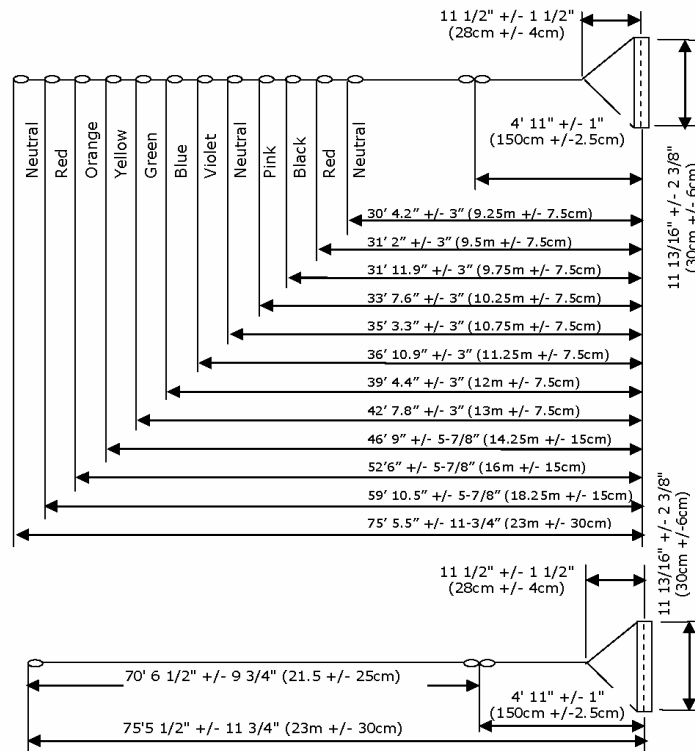 11 1/2" +/- 1 1/2"
(28cm +/- 4cm)
4' 11" +/- 1"
(150cm +/-2.5cm)
11 13/16" +/- 2 3/8"
(30cm +/- 6cm)
Neutral
Red
Orange
Yellow
Green
Blue
Violet
Neutral
Pink
Black
Red
Neutral
30' 4.2" +/- 3" (9.25m +/- 7.5cm)
31' 2" +/- 3" (9.5m +/- 7.5cm)
31' 11.9" +/- 3" (9.75m +/- 7.5cm)
33' 7.6" +/- 3" (10.25m +/- 7.5cm)
35' 3.3" +/- 3" (10.75m +/- 7.5cm)
36' 10.9" +/- 3" (11.25m +/- 7.5cm)
39' 4.4" +/- 3" (12m +/- 7.5cm)
42' 7.8" +/- 3" (13m +/- 7.5cm)
46' 9" +/- 5-7/8" (14.25m +/- 15cm)
52'6" +/- 5-7/8" (16m +/- 15cm)
59' 10.5" +/- 5-7/8" (18.25m +/- 15cm)
75' 5.5" +/- 11-3/4" (23m +/- 30cm)
11 1/2" +/- 1 1/2"
(28cm +/- 4cm)
11 13/16" +/- 2 3/8"
(30cm +/-6cm)
70' 6 1/2" +/- 9 3/4" (21.5 +/- 25cm)
4' 11" +/- 1"
(150cm +/-2.5cm)
75'5 1/2" +/- 11 3/4" (23m +/- 30cm)